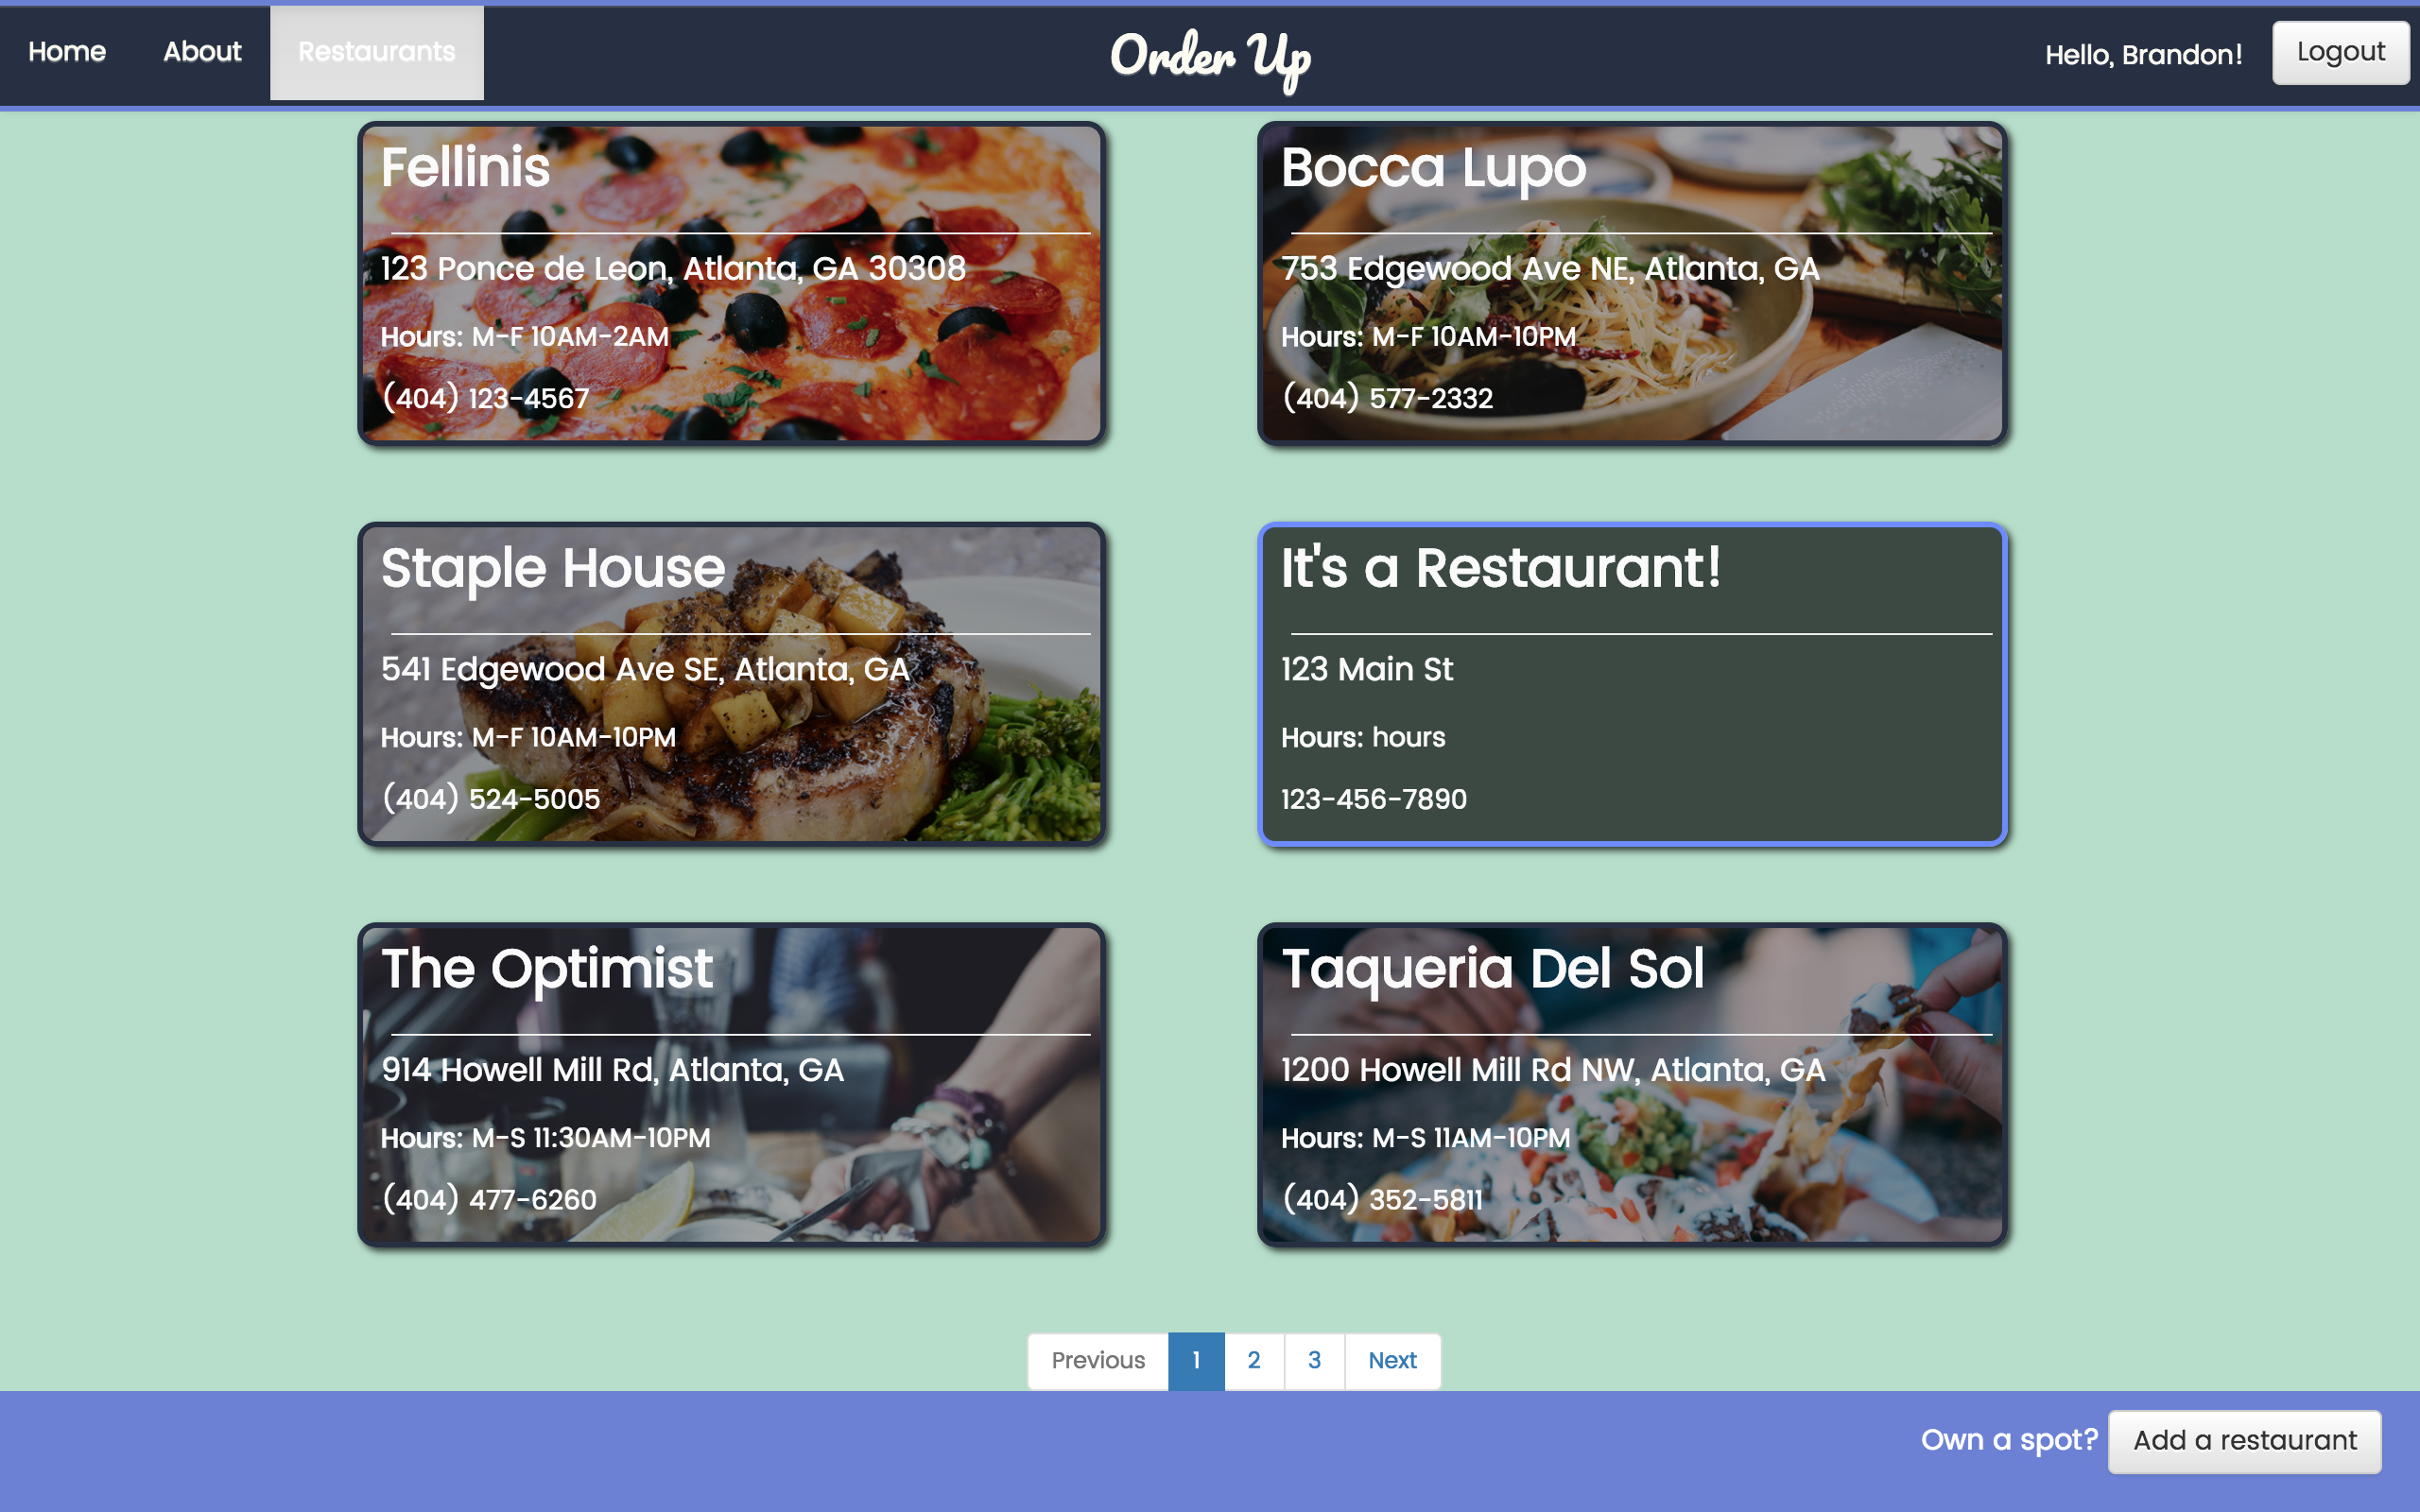 Home About Restaurants Order Up Hello, Brandon! Logout
Fellinis
123 Ponce de Leon, Atlanta, GA 30308
Hours: M-F 10AM-2AM
(404) 123-4567
Bocca Lupo
753 Edgewood Ave NE, Atlanta, GA
Hours: M-F 10AM-10PM
(404) 577-2332
Staple House
541 Edgewood Ave SE, Atlanta, GA
Hours: M-F 10AM-10PM
(404) 524-5005
It's a Restaurant!
123 Main St
Hours: hours
123-456-7890
The Optimist
914 Howell Mill Rd, Atlanta, GA
Hours: M-S 11:30AM-10PM
(404) 477-6260
Taqueria Del Sol
1200 Howell Mill Rd NW, Atlanta, GA
Hours: M-S 11AM-10PM
(404) 352-5811
Previous 1 2 3 Next
Own a spot? Add a restaurant